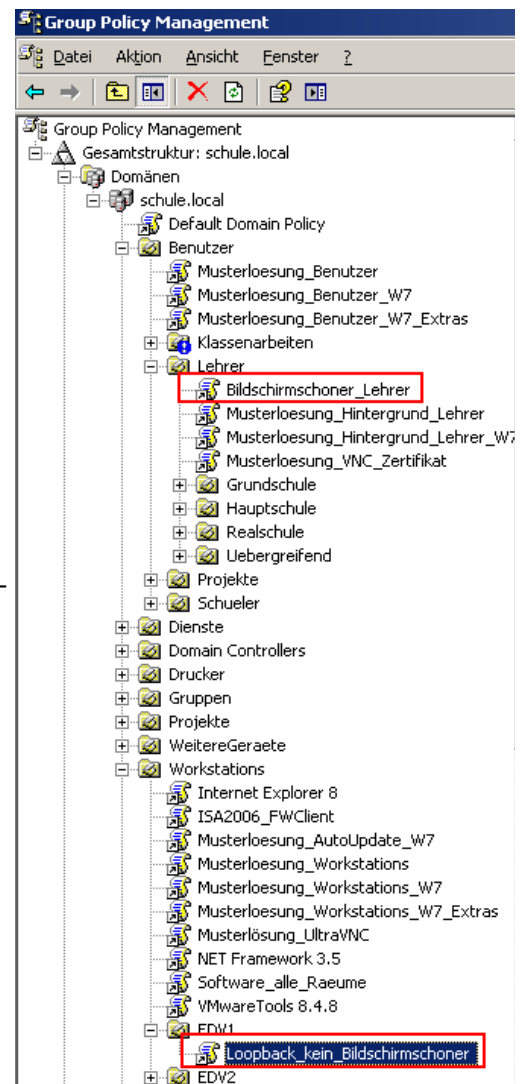 Group Policy Management
Datei Aktion Ansicht Fenster ?
Group Policy Management
Gesamtstruktur: schule.local
Domänen
schule.local
Default Domain Policy
Benutzer
Musterloesung_Benutzer
Musterloesung_Benutzer_W7
Musterloesung_Benutzer_W7_Extras
Klassenarbeiten
Lehrer
Bildschirmschoner_Lehrer
Musterloesung_Hintergrund_Lehrer
Musterloesung_Hintergrund_Lehrer_W7
Musterloesung_VNC_Zertifikat
Grundschule
Hauptschule
Realschule
Uebergreifend
Projekte
Schueler
Dienste
Domain Controllers
Drucker
Gruppen
Projekte
WeitereGeraete
Workstations
Internet Explorer 8
ISA2006_FWClient
Musterloesung_AutoUpdate_W7
Musterloesung_Workstations
Musterloesung_Workstations_W7
Musterloesung_Workstations_W7_Extras
Musterlösung_UltraVNC
NET Framework 3.5
Software_alle_Raeume
VMwareTools 8.4.8
EDV1
Loopback_kein_Bildschirmschoner
EDV2